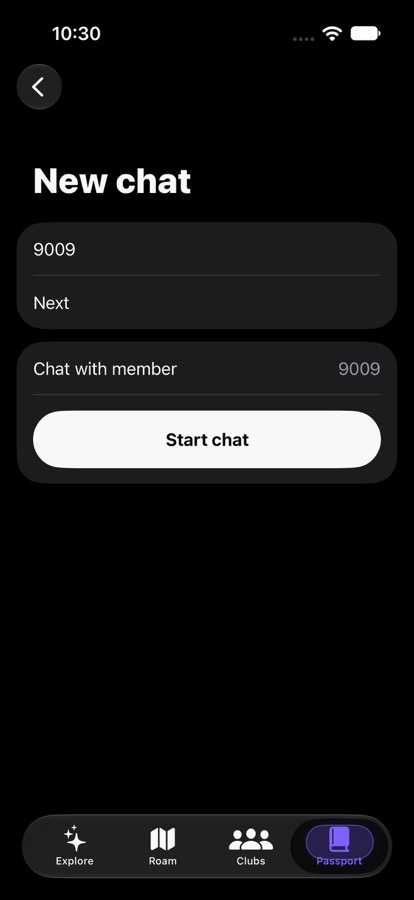 10:30
New chat
9009
Next
Chat with member 9009
Start chat
Explore Roam Clubs Passport